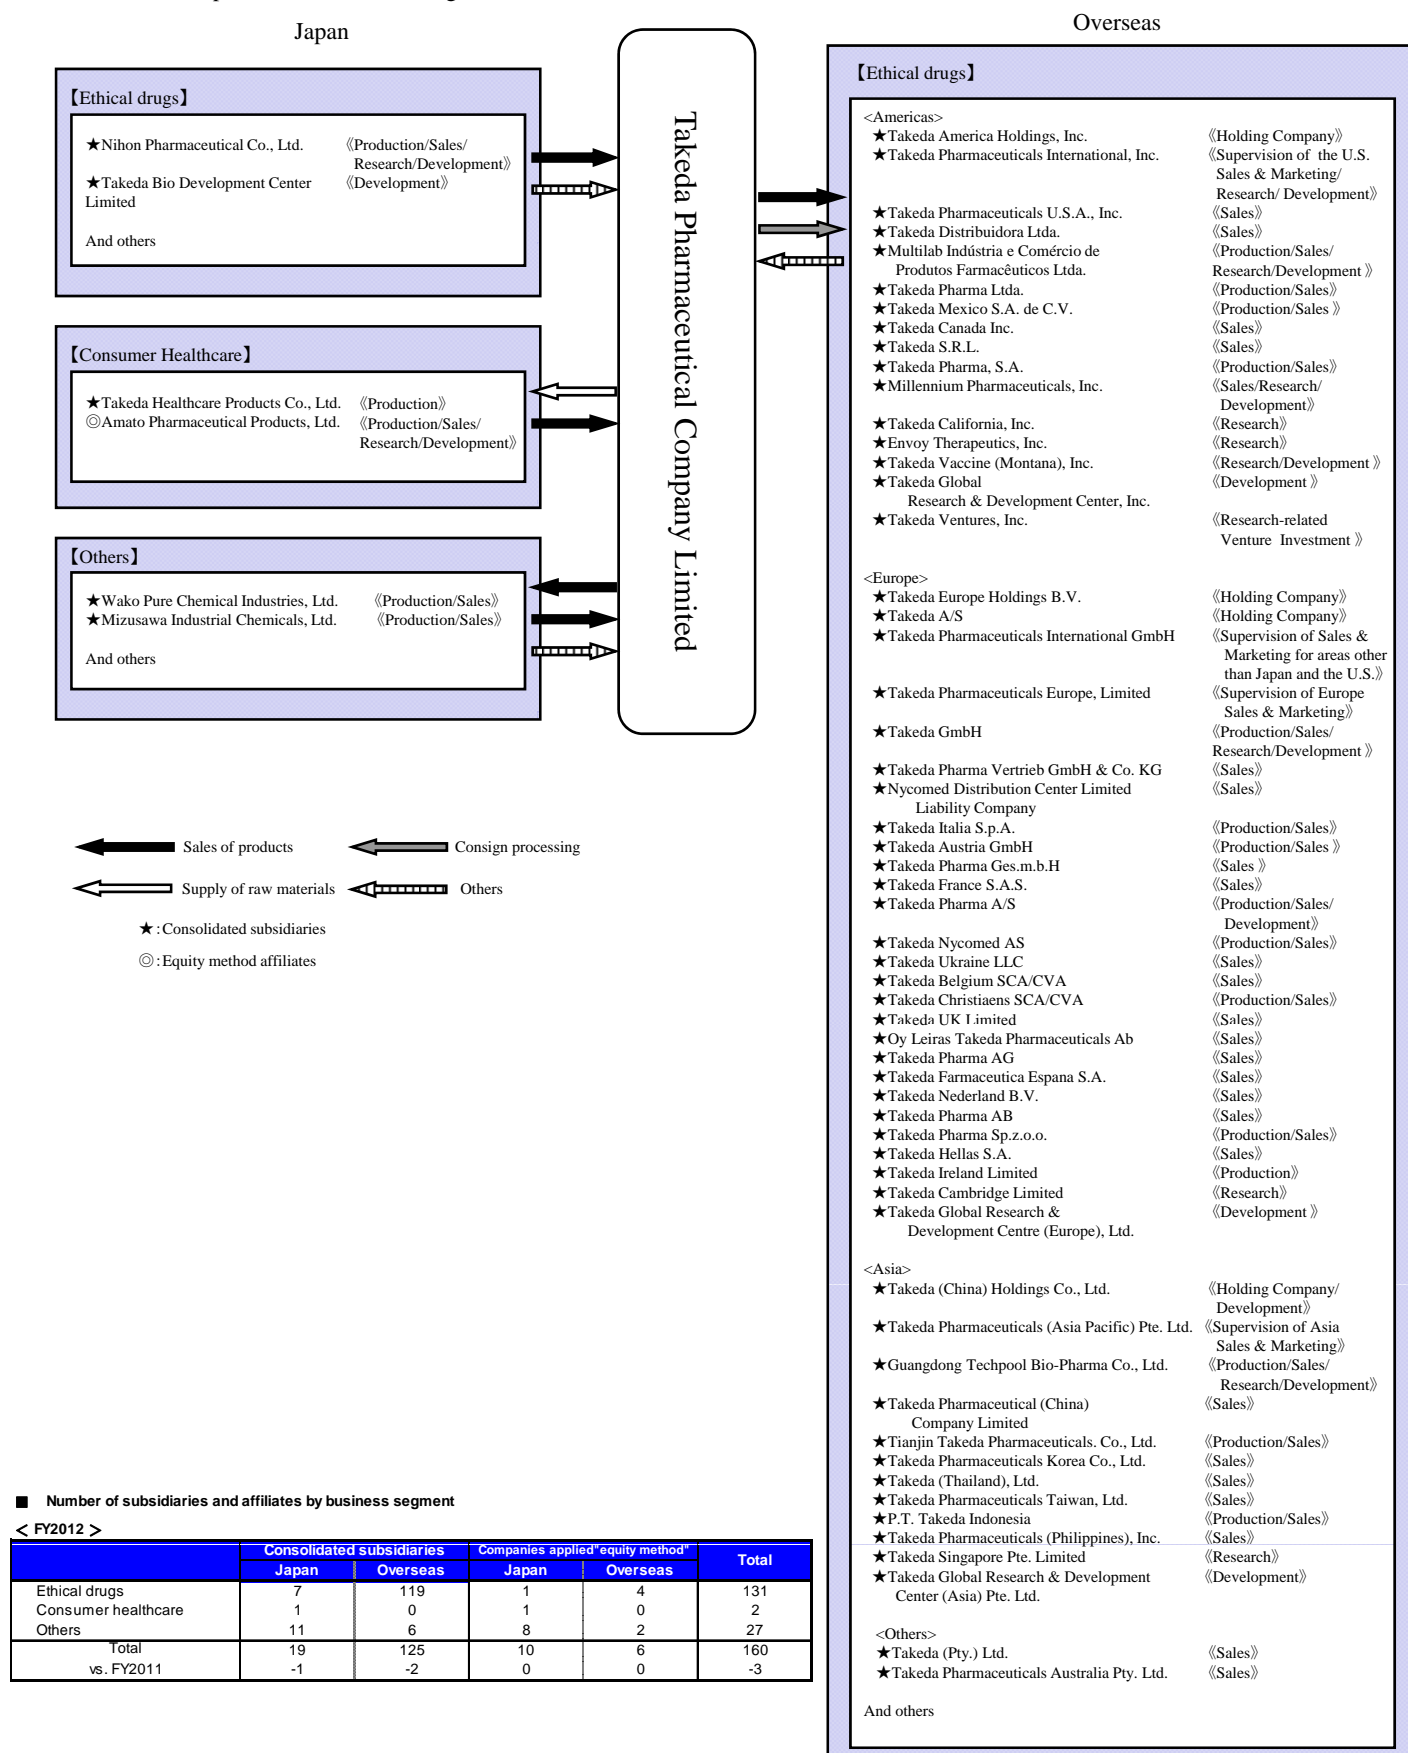 Japan
Overseas
【Ethical drugs】
★Nihon Pharmaceutical Co., Ltd. 《Production/Sales/
Research/Development》
★Takeda Bio Development Center 《Development》
Limited
And others
【Consumer Healthcare】
★Takeda Healthcare Products Co., Ltd. 《Production》
◎Amato Pharmaceutical Products, Ltd. 《Production/Sales/
Research/Development》
【Others】
★Wako Pure Chemical Industries, Ltd. 《Production/Sales》
★Mizusawa Industrial Chemicals, Ltd. 《Production/Sales》
And others
Takeda Pharmaceutical Company Limited
【Ethical drugs】
<Americas>
★Takeda America Holdings, Inc. 《Holding Company》
★Takeda Pharmaceuticals International, Inc. 《Supervision of the U.S.
Sales & Marketing/
Research/ Development》
★Takeda Pharmaceuticals U.S.A., Inc. 《Sales》
★Takeda Distribuidora Ltda. 《Sales》
★Multilab Indústria e Comércio de 《Production/Sales/
Produtos Farmacêuticos Ltda. Research/Development 》
★Takeda Pharma Ltda. 《Production/Sales》
★Takeda Mexico S.A. de C.V. 《Production/Sales 》
★Takeda Canada Inc. 《Sales》
★Takeda S.R.L. 《Sales》
★Takeda Pharma, S.A. 《Production/Sales》
★Millennium Pharmaceuticals, Inc. 《Sales/Research/
Development》
★Takeda California, Inc. 《Research》
★Envoy Therapeutics, Inc. 《Research》
★Takeda Vaccine (Montana), Inc. 《Research/Development 》
★Takeda Global 《Development 》
Research & Development Center, Inc.
★Takeda Ventures, Inc. 《Research-related
Venture Investment 》
<Europe>
★Takeda Europe Holdings B.V. 《Holding Company》
★Takeda A/S 《Holding Company》
★Takeda Pharmaceuticals International GmbH 《Supervision of Sales &
Marketing for areas other
than Japan and the U.S.》
★Takeda Pharmaceuticals Europe, Limited 《Supervision of Europe
Sales & Marketing》
★Takeda GmbH 《Production/Sales/
Research/Development 》
★Takeda Pharma Vertrieb GmbH & Co. KG 《Sales》
★Nycomed Distribution Center Limited 《Sales》
Liability Company
★Takeda Italia S.p.A. 《Production/Sales》
★Takeda Austria GmbH 《Production/Sales 》
★Takeda Pharma Ges.m.b.H 《Sales 》
★Takeda France S.A.S. 《Sales》
★Takeda Pharma A/S 《Production/Sales/
Development》
★Takeda Nycomed AS 《Production/Sales》
★Takeda Ukraine LLC 《Sales》
★Takeda Belgium SCA/CVA 《Sales》
★Takeda Christiaens SCA/CVA 《Production/Sales》
★Takeda UK Limited 《Sales》
★Oy Leiras Takeda Pharmaceuticals Ab 《Sales》
★Takeda Pharma AG 《Sales》
★Takeda Farmaceutica Espana S.A. 《Sales》
★Takeda Nederland B.V. 《Sales》
★Takeda Pharma AB 《Sales》
★Takeda Pharma Sp.z.o.o. 《Production/Sales》
★Takeda Hellas S.A. 《Sales》
★Takeda Ireland Limited 《Production》
★Takeda Cambridge Limited 《Research》
★Takeda Global Research & 《Development 》
Development Centre (Europe), Ltd.
<Asia>
★Takeda (China) Holdings Co., Ltd. 《Holding Company/
Development》
★Takeda Pharmaceuticals (Asia Pacific) Pte. Ltd. 《Supervision of Asia
Sales & Marketing》
★Guangdong Techpool Bio-Pharma Co., Ltd. 《Production/Sales/
Research/Development》
★Takeda Pharmaceutical (China) 《Sales》
Company Limited
★Tianjin Takeda Pharmaceuticals. Co., Ltd. 《Production/Sales》
★Takeda Pharmaceuticals Korea Co., Ltd. 《Sales》
★Takeda (Thailand), Ltd. 《Sales》
★Takeda Pharmaceuticals Taiwan, Ltd. 《Sales》
★P.T. Takeda Indonesia 《Production/Sales》
★Takeda Pharmaceuticals (Philippines), Inc. 《Sales》
★Takeda Singapore Pte. Limited 《Research》
★Takeda Global Research & Development 《Development》
Center (Asia) Pte. Ltd.
<Others>
★Takeda (Pty.) Ltd. 《Sales》
★Takeda Pharmaceuticals Australia Pty. Ltd. 《Sales》
And others
Sales of products Consign processing
Supply of raw materials Others
★:Consolidated subsidiaries
◎:Equity method affiliates
■ Number of subsidiaries and affiliates by business segment
＜ FY2012 ＞
Consolidated subsidiaries Companies applied"equity method" Total
Japan Overseas Japan Overseas
Ethical drugs 7 119 1 4 131
Consumer healthcare 1 0 1 0 2
Others 11 6 8 2 27
Total 19 125 10 6 160
vs. FY2011 -1 -2 0 0 -3